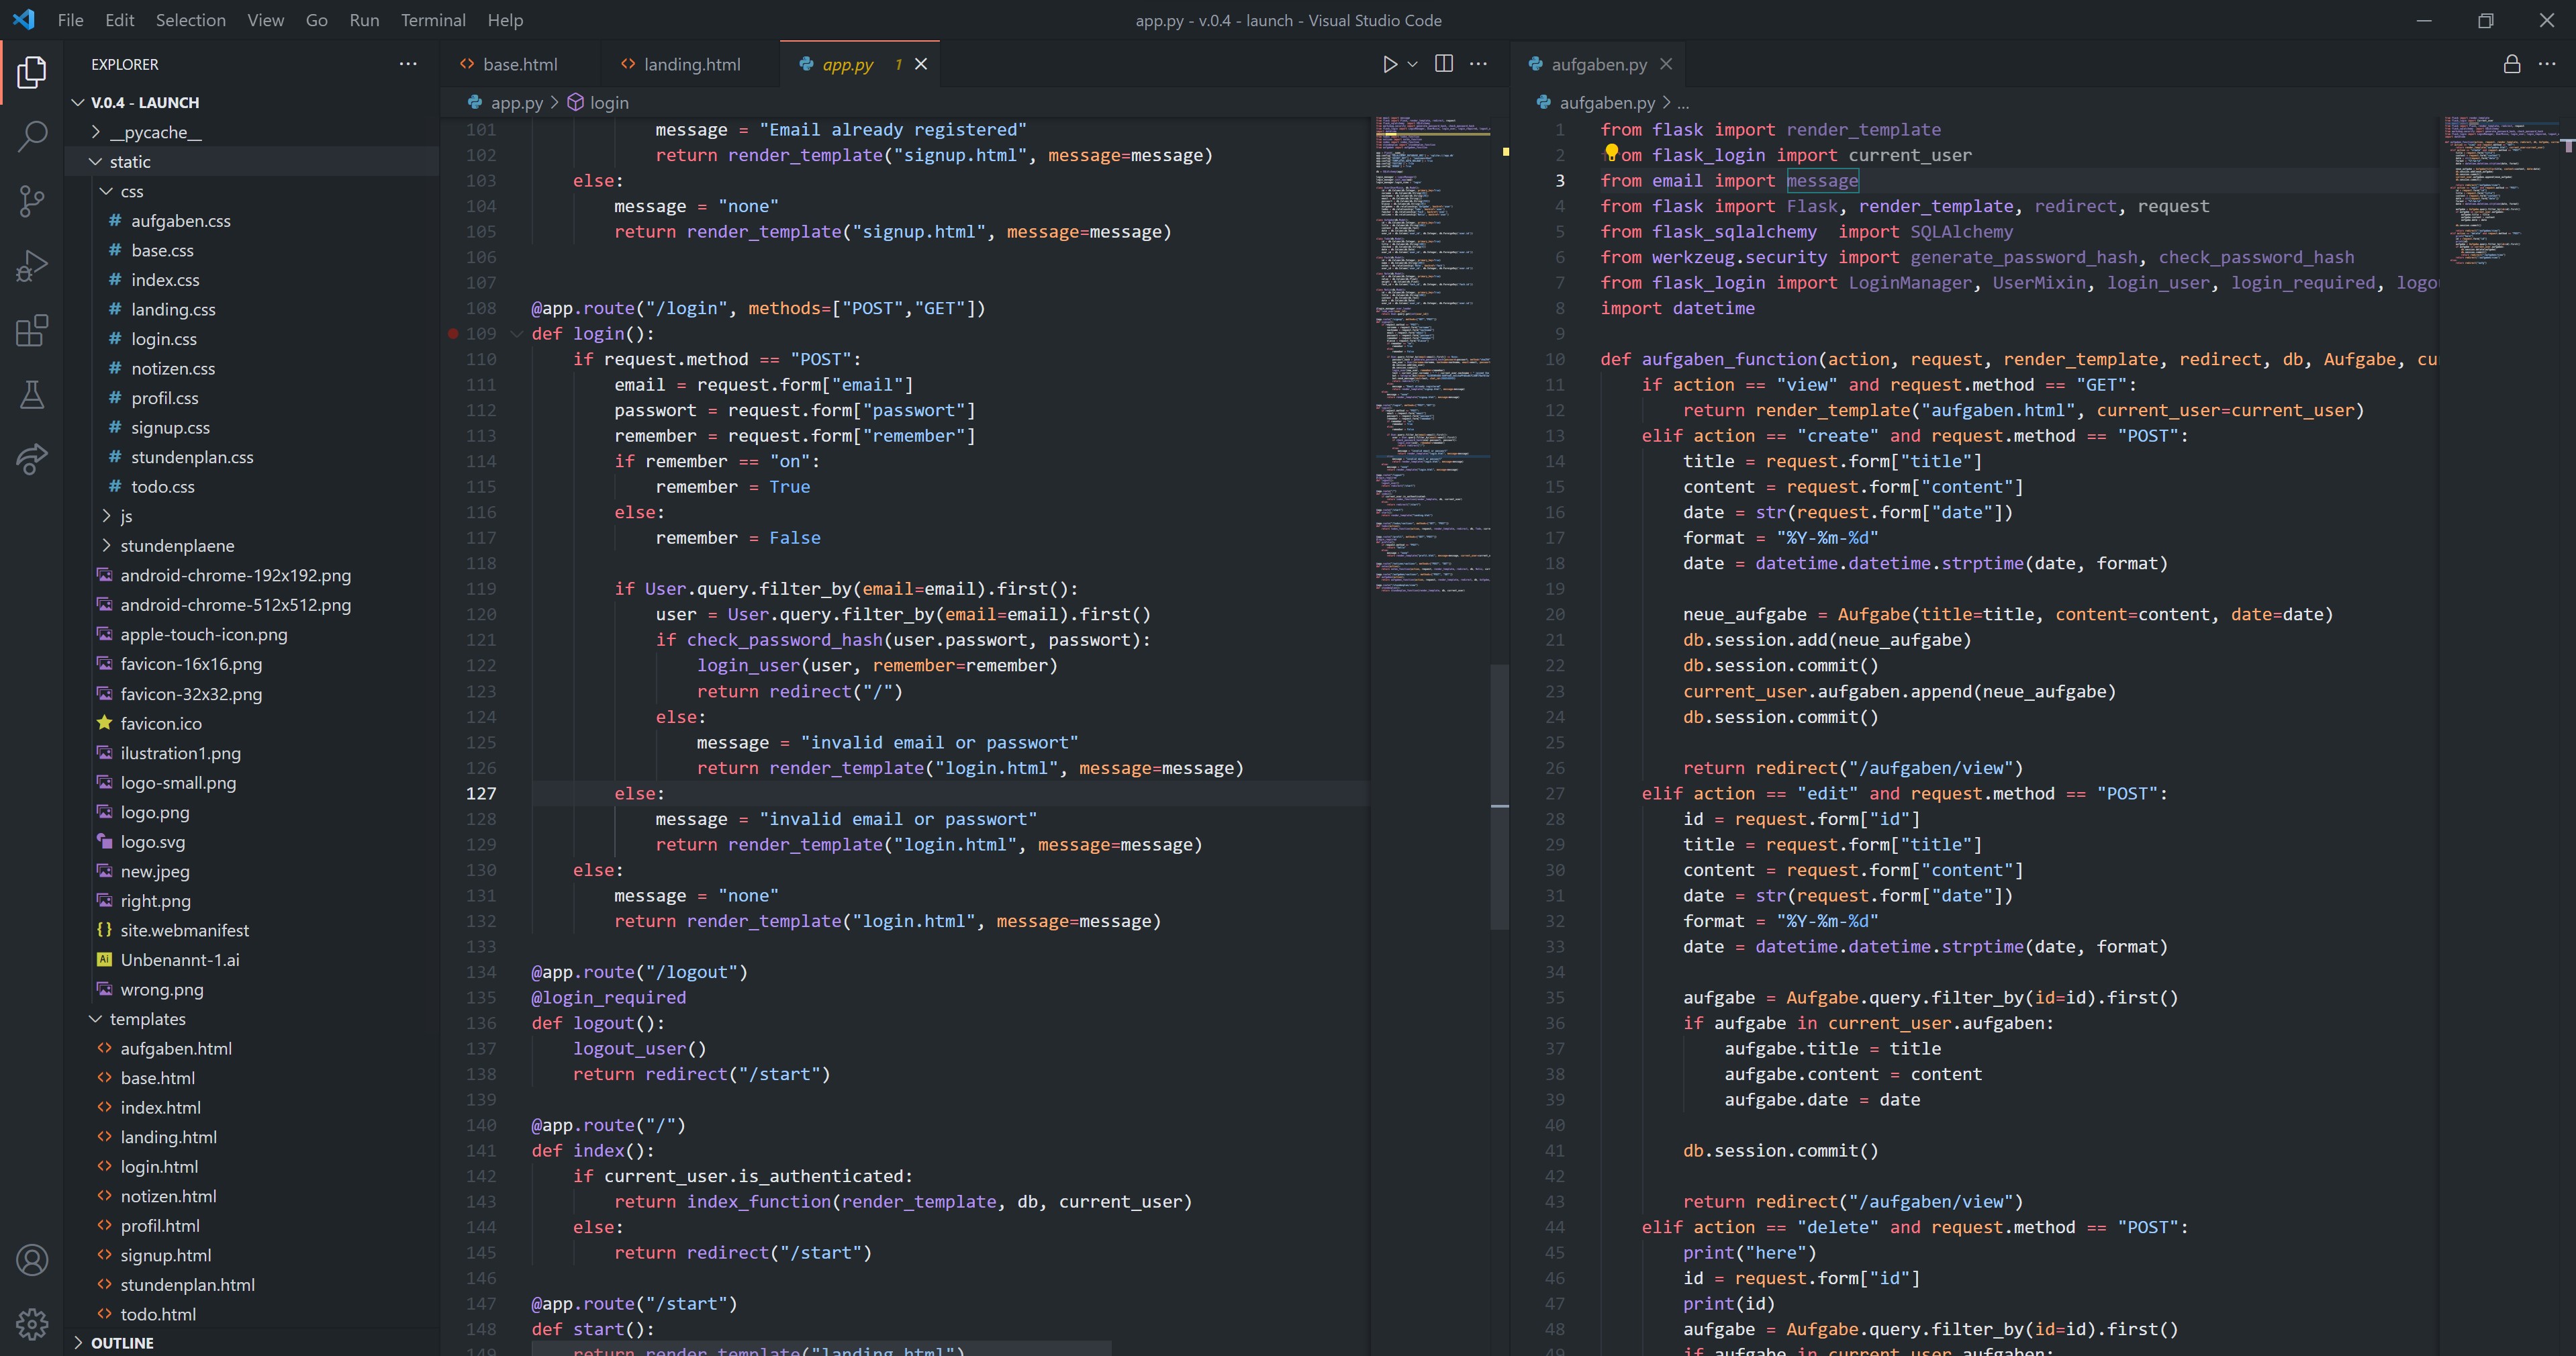 File Edit Selection View Go Run Terminal Help
app.py - v.0.4 - launch - Visual Studio Code
EXPLORER
V.0.4 - LAUNCH
__pycache__
static
css
aufgaben.css
base.css
index.css
landing.css
login.css
notizen.css
profil.css
signup.css
stundenplan.css
todo.css
js
stundenplaene
android-chrome-192x192.png
android-chrome-512x512.png
apple-touch-icon.png
favicon-16x16.png
favicon-32x32.png
favicon.ico
ilustration1.png
logo-small.png
logo.png
logo.svg
new.jpeg
right.png
site.webmanifest
Ai Unbenannt-1.ai
wrong.png
templates
aufgaben.html
base.html
index.html
landing.html
login.html
notizen.html
profil.html
signup.html
stundenplan.html
todo.html
OUTLINE
base.html landing.html app.py 1
app.py > login
101 message = "Email already registered"
102 return render_template("signup.html", message=message)
103 else:
104 message = "none"
105 return render_template("signup.html", message=message)
106
107
108 @app.route("/login", methods=["POST","GET"])
109 def login():
110 if request.method == "POST":
111 email = request.form["email"]
112 passwort = request.form["passwort"]
113 remember = request.form["remember"]
114 if remember == "on":
115 remember = True
116 else:
117 remember = False
118
119 if User.query.filter_by(email=email).first():
120 user = User.query.filter_by(email=email).first()
121 if check_password_hash(user.passwort, passwort):
122 login_user(user, remember=remember)
123 return redirect("/")
124 else:
125 message = "invalid email or passwort"
126 return render_template("login.html", message=message)
127 else:
128 message = "invalid email or passwort"
129 return render_template("login.html", message=message)
130 else:
131 message = "none"
132 return render_template("login.html", message=message)
133
134 @app.route("/logout")
135 @login_required
136 def logout():
137 logout_user()
138 return redirect("/start")
139
140 @app.route("/")
141 def index():
142 if current_user.is_authenticated:
143 return index_function(render_template, db, current_user)
144 else:
145 return redirect("/start")
146
147 @app.route("/start")
148 def start():
149 return render_template("landing.html")
aufgaben.py
aufgaben.py > ...
1 from flask import render_template
2 from flask_login import current_user
3 from email import message
4 from flask import Flask, render_template, redirect, request
5 from flask_sqlalchemy import SQLAlchemy
6 from werkzeug.security import generate_password_hash, check_password_hash
7 from flask_login import LoginManager, UserMixin, login_user, login_required, logo
8 import datetime
9
10 def aufgaben_function(action, request, render_template, redirect, db, Aufgabe, cu
11 if action == "view" and request.method == "GET":
12 return render_template("aufgaben.html", current_user=current_user)
13 elif action == "create" and request.method == "POST":
14 title = request.form["title"]
15 content = request.form["content"]
16 date = str(request.form["date"])
17 format = "%Y-%m-%d"
18 date = datetime.datetime.strptime(date, format)
19
20 neue_aufgabe = Aufgabe(title=title, content=content, date=date)
21 db.session.add(neue_aufgabe)
22 db.session.commit()
23 current_user.aufgaben.append(neue_aufgabe)
24 db.session.commit()
25
26 return redirect("/aufgaben/view")
27 elif action == "edit" and request.method == "POST":
28 id = request.form["id"]
29 title = request.form["title"]
30 content = request.form["content"]
31 date = str(request.form["date"])
32 format = "%Y-%m-%d"
33 date = datetime.datetime.strptime(date, format)
34
35 aufgabe = Aufgabe.query.filter_by(id=id).first()
36 if aufgabe in current_user.aufgaben:
37 aufgabe.title = title
38 aufgabe.content = content
39 aufgabe.date = date
40
41 db.session.commit()
42
43 return redirect("/aufgaben/view")
44 elif action == "delete" and request.method == "POST":
45 print("here")
46 id = request.form["id"]
47 print(id)
48 aufgabe = Aufgabe.query.filter_by(id=id).first()
49 if aufgabe in current_user.aufgaben: